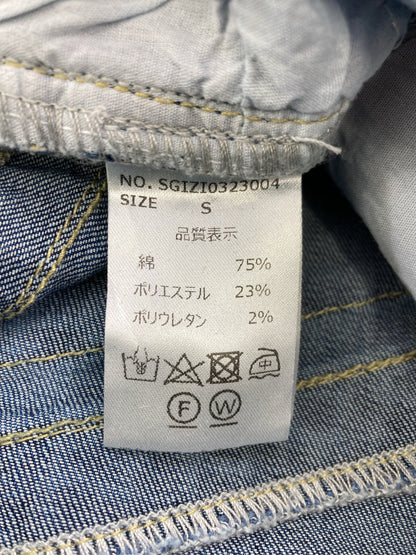 NO. SGIZI0323004
SIZE S
品質表示
綿 75%
ポリエステル 23%
ポリウレタン 2%
中
F W